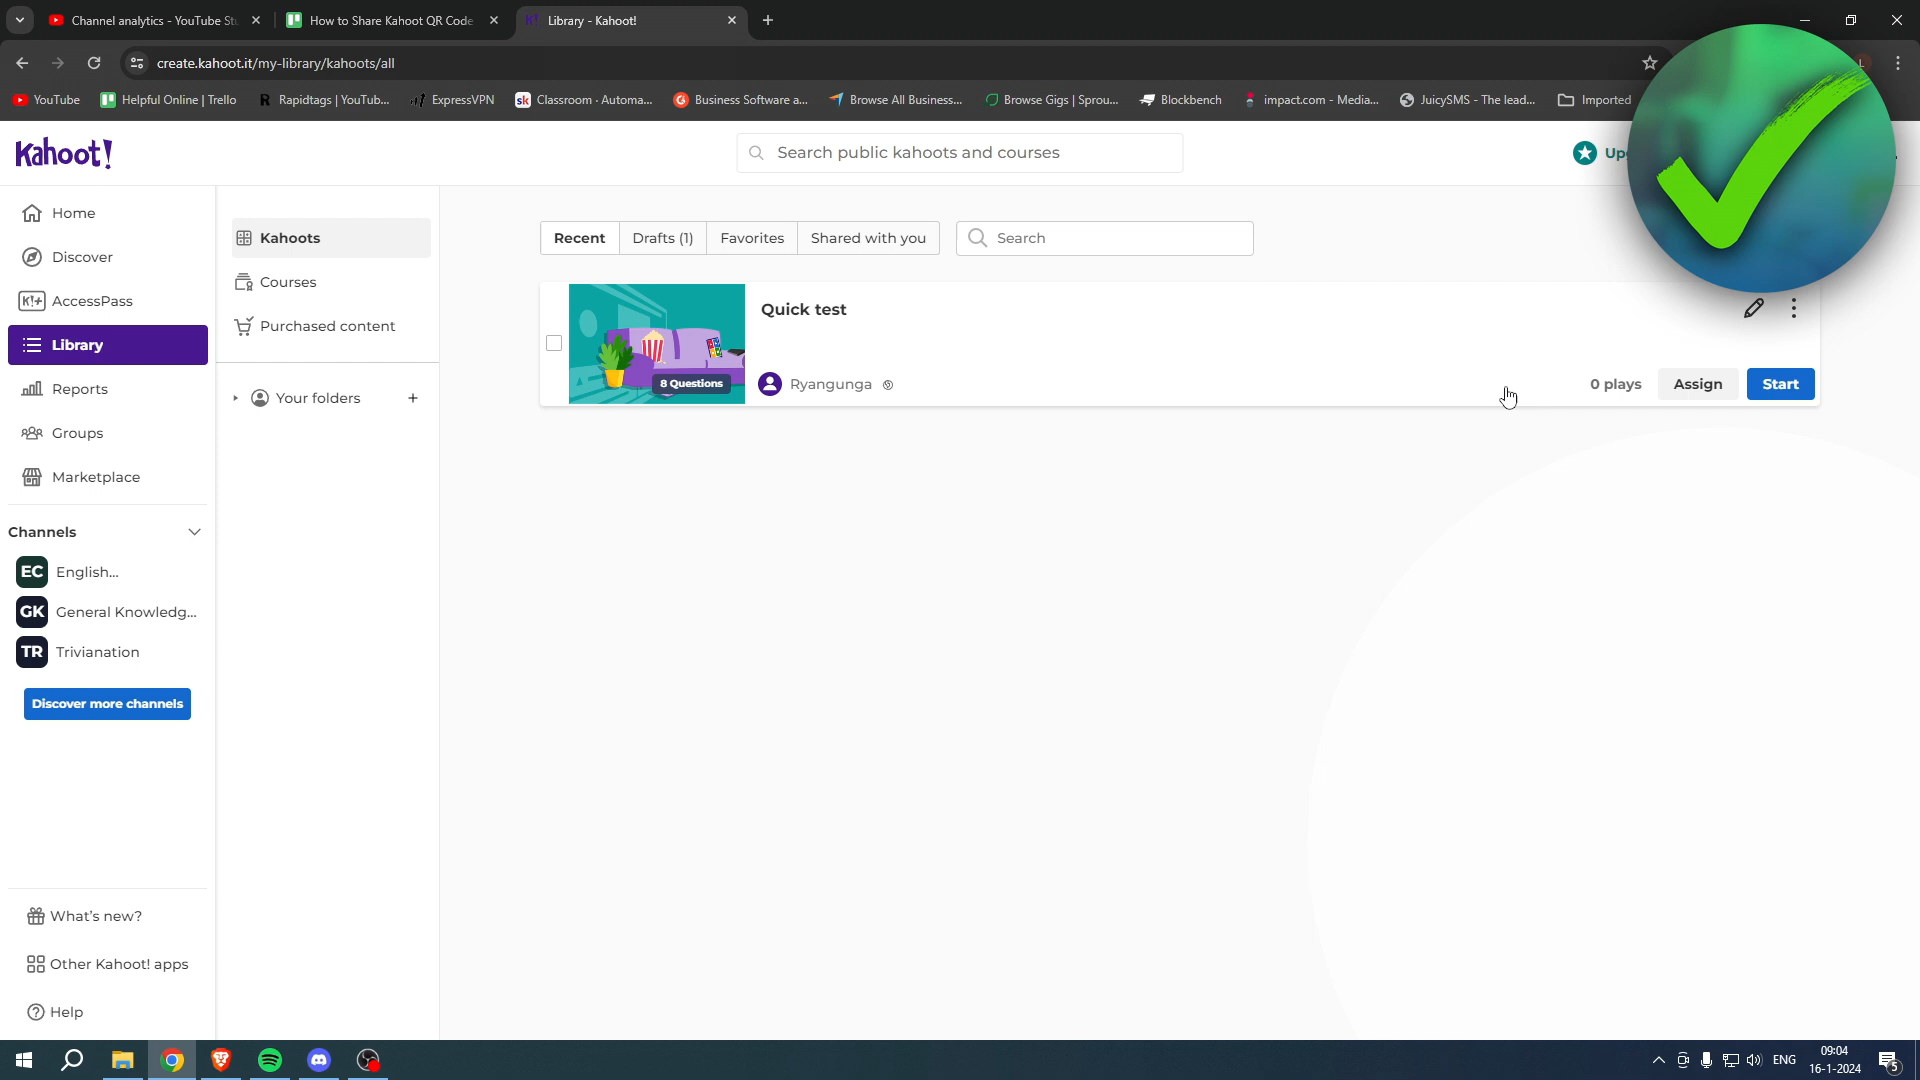 Channel analytics - YouTube Stu
How to Share Kahoot QR Code
Library - Kahoot!
create.kahoot.it/my-library/kahoots/all
YouTube
Helpful Online | Trello
Rapidtags | YouTub...
ExpressVPN
Classroom · Automa...
Business Software a...
Browse All Business...
Browse Gigs | Sprou...
Blockbench
impact.com - Media...
JuicySMS - The lead...
Imported
Kahoot!
Search public kahoots and courses
Home
Discover
K!+ AccessPass
Library
Reports
Groups
Marketplace
Channels
EC English...
GK General Knowledg...
TR Trivianation
Discover more channels
What's new?
Other Kahoot! apps
Help
Kahoots
Courses
Purchased content
Your folders
Recent
Drafts (1)
Favorites
Shared with you
Search
Quick test
8 Questions
Ryangunga
0 plays
Assign
Start
ENG
09:04
16-1-2024
5